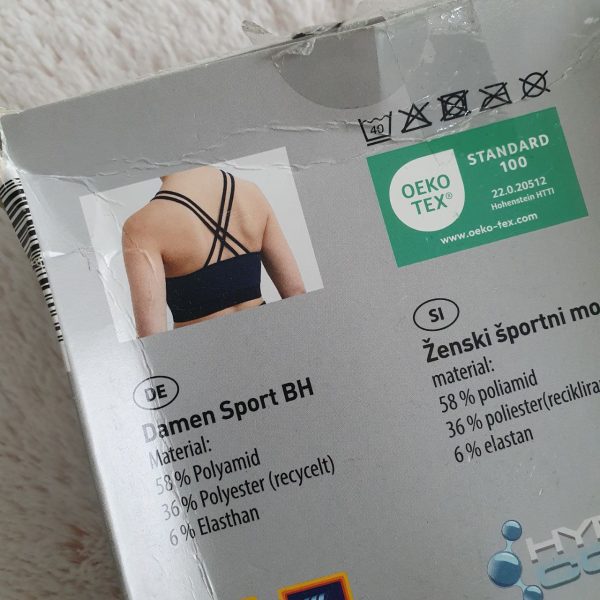 40
OEKO
TEX®
STANDARD
100
22.0.20512
Hohenstein HTTI
www.oeko-tex.com
DE
Damen Sport BH
Material:
58 % Polyamid
36 % Polyester (recycelt)
6 % Elasthan
SI
Ženski športni mo
material:
58 % poliamid
36 % poliester(reciklira
6 % elastan
HY
CO